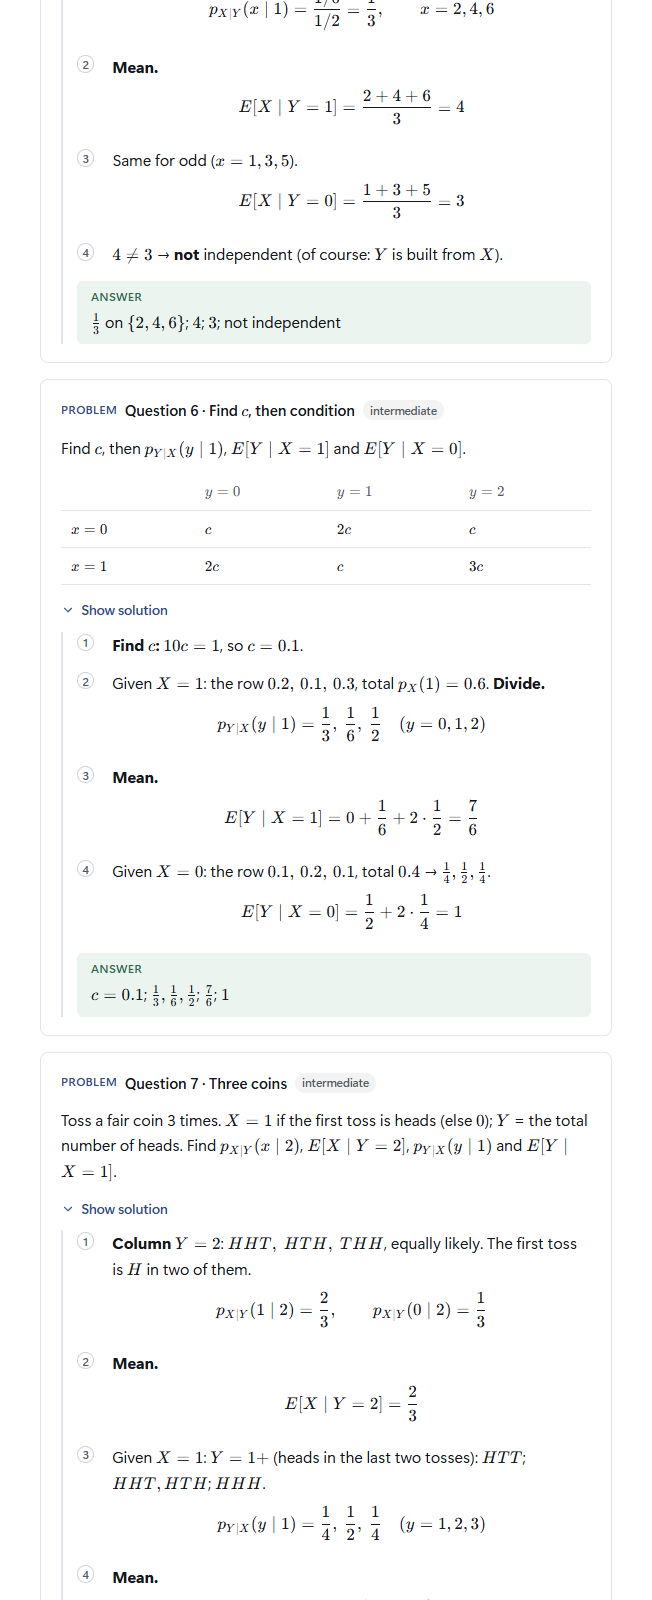 pX|Y(x | 1) = 1/6 / 1/2 = 1/3, x = 2, 4, 6
2 Mean.
E[X | Y = 1] = (2 + 4 + 6)/3 = 4
3 Same for odd (x = 1, 3, 5).
E[X | Y = 0] = (1 + 3 + 5)/3 = 3
4 4 ≠ 3 → not independent (of course: Y is built from X).
ANSWER
1/3 on {2, 4, 6}; 4; 3; not independent
PROBLEM Question 6 · Find c, then condition intermediate
Find c, then pY|X(y | 1), E[Y | X = 1] and E[Y | X = 0].
y = 0 y = 1 y = 2
x = 0 c 2c c
x = 1 2c c 3c
Show solution
1 Find c: 10c = 1, so c = 0.1.
2 Given X = 1: the row 0.2, 0.1, 0.3, total pX(1) = 0.6. Divide.
pY|X(y | 1) = 1/3, 1/6, 1/2 (y = 0, 1, 2)
3 Mean.
E[Y | X = 1] = 0 + 1/6 + 2 · 1/2 = 7/6
4 Given X = 0: the row 0.1, 0.2, 0.1, total 0.4 → 1/4, 1/2, 1/4.
E[Y | X = 0] = 1/2 + 2 · 1/4 = 1
ANSWER
c = 0.1; 1/3, 1/6, 1/2; 7/6; 1
PROBLEM Question 7 · Three coins intermediate
Toss a fair coin 3 times. X = 1 if the first toss is heads (else 0); Y = the total
number of heads. Find pX|Y(x | 2), E[X | Y = 2], pY|X(y | 1) and E[Y |
X = 1].
Show solution
1 Column Y = 2: HHT, HTH, THH, equally likely. The first toss
is H in two of them.
pX|Y(1 | 2) = 2/3, pX|Y(0 | 2) = 1/3
2 Mean.
E[X | Y = 2] = 2/3
3 Given X = 1: Y = 1+ (heads in the last two tosses): HTT;
HHT, HTH; HHH.
pY|X(y | 1) = 1/4, 1/2, 1/4 (y = 1, 2, 3)
4 Mean.